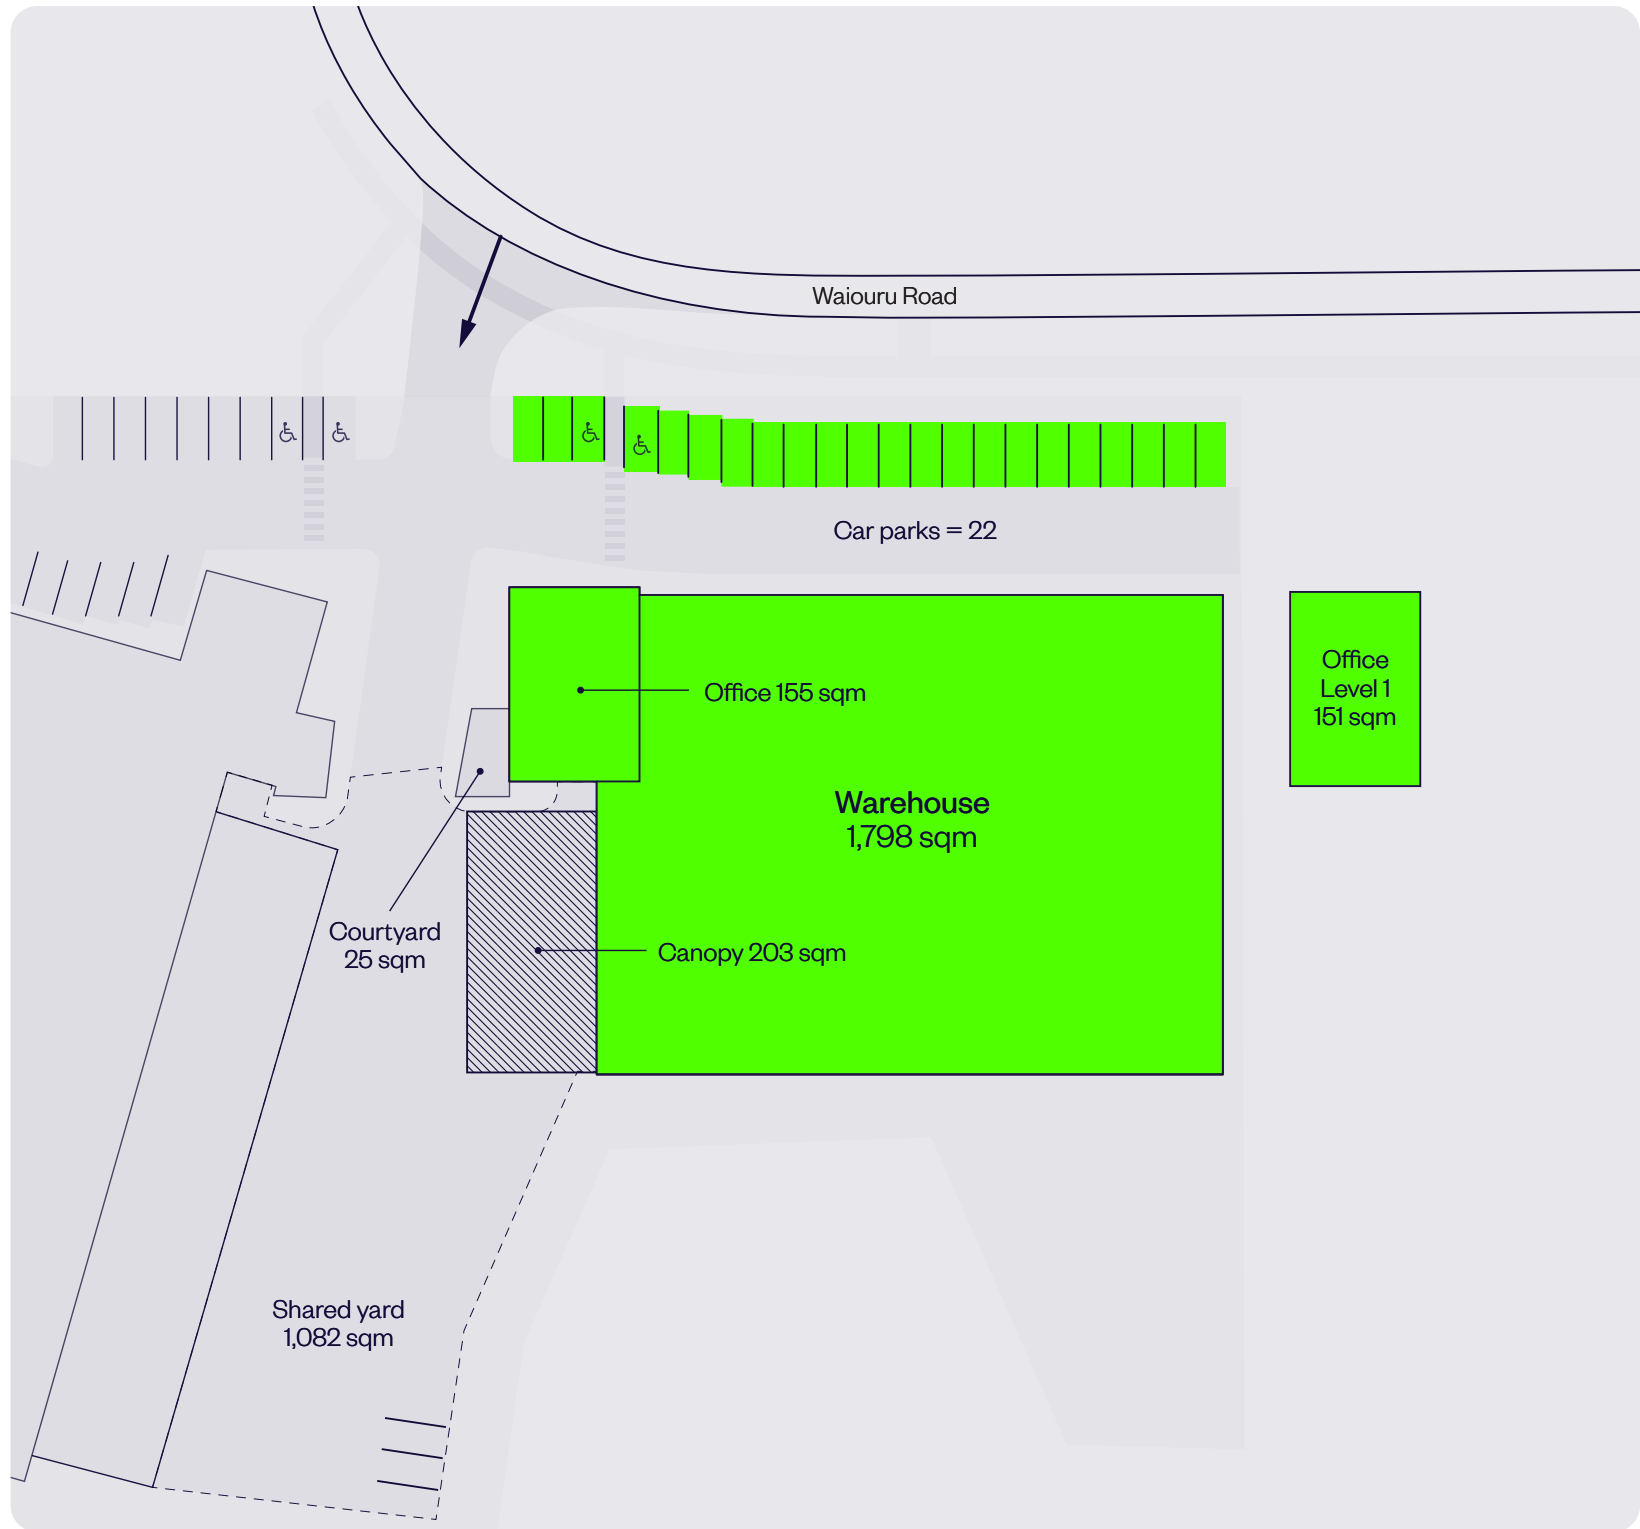 Waiouru Road
Car parks = 22
Office 155 sqm
Office
Level 1
151 sqm
Warehouse
1,798 sqm
Courtyard
25 sqm
Canopy 203 sqm
Shared yard
1,082 sqm